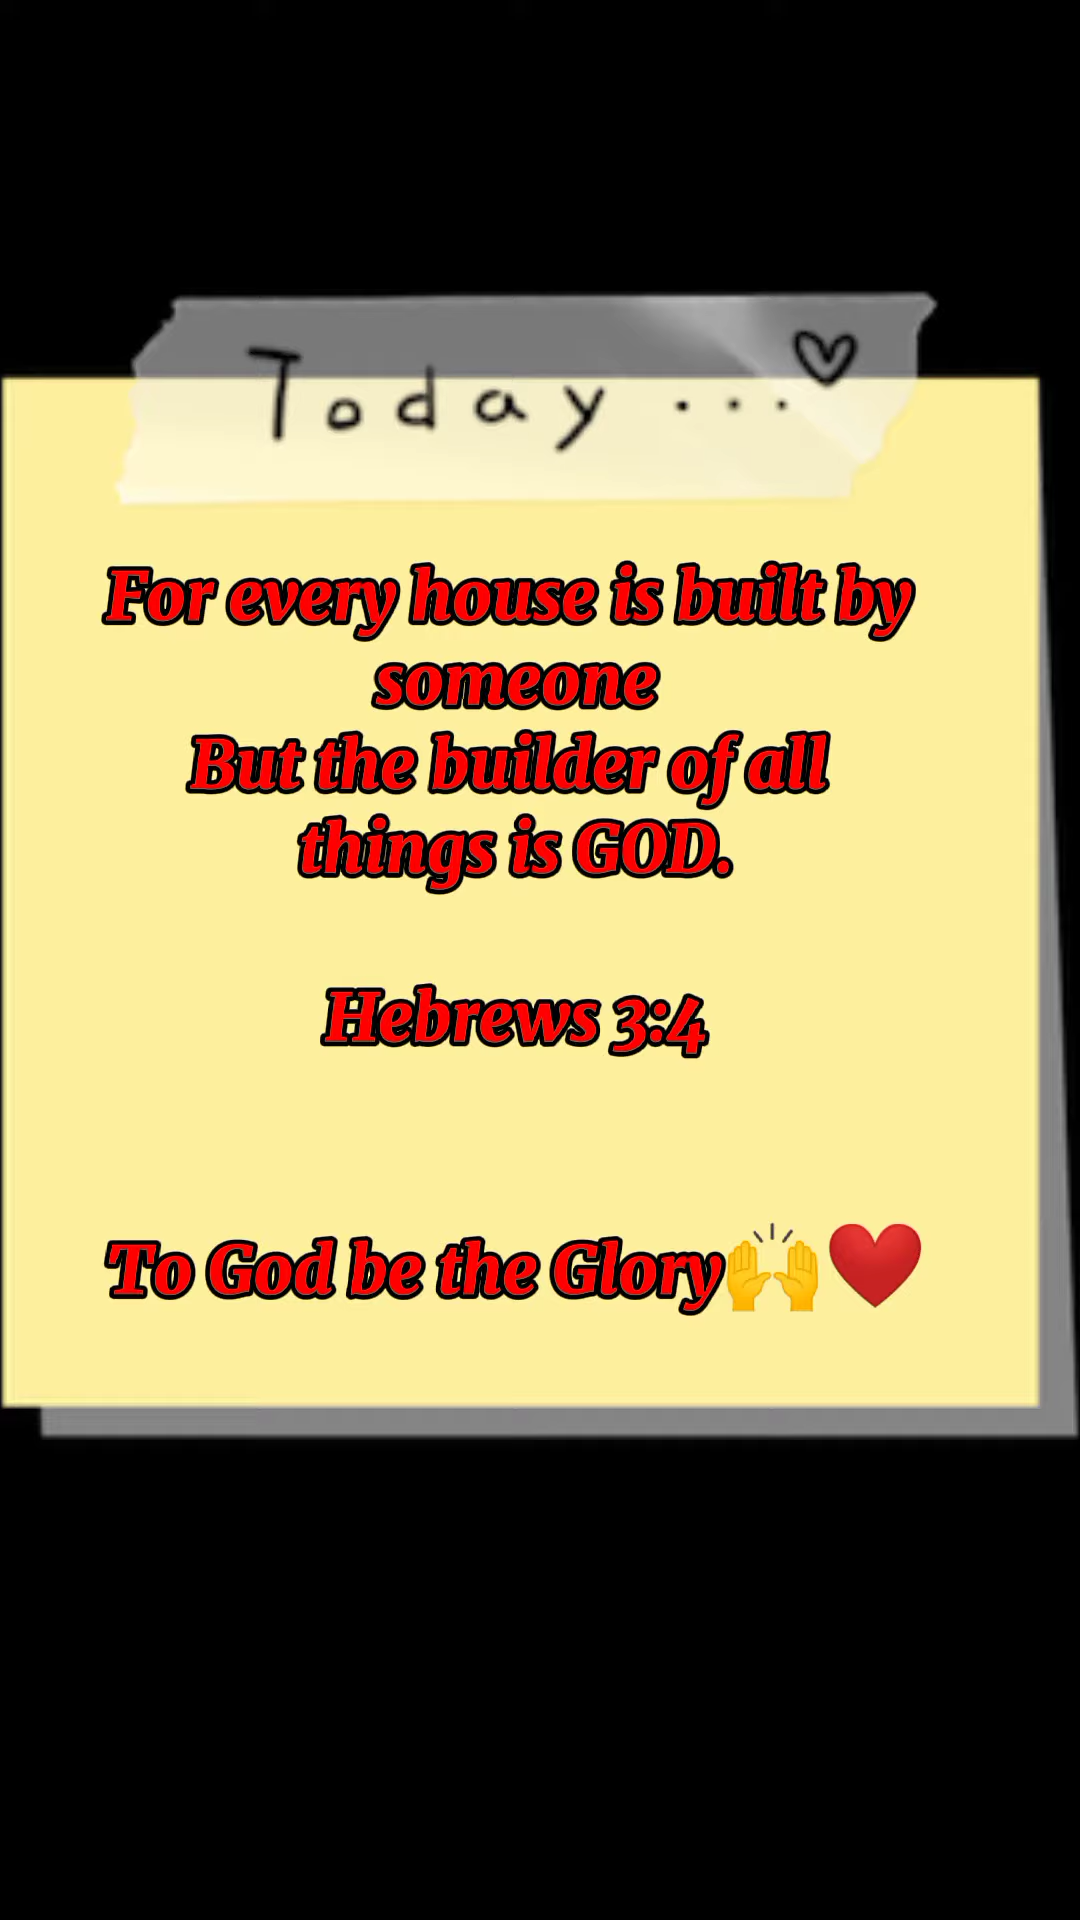 Today ...♡
For every house is built by
someone
But the builder of all
things is GOD.
Hebrews 3:4
To God be the Glory🙌❤️